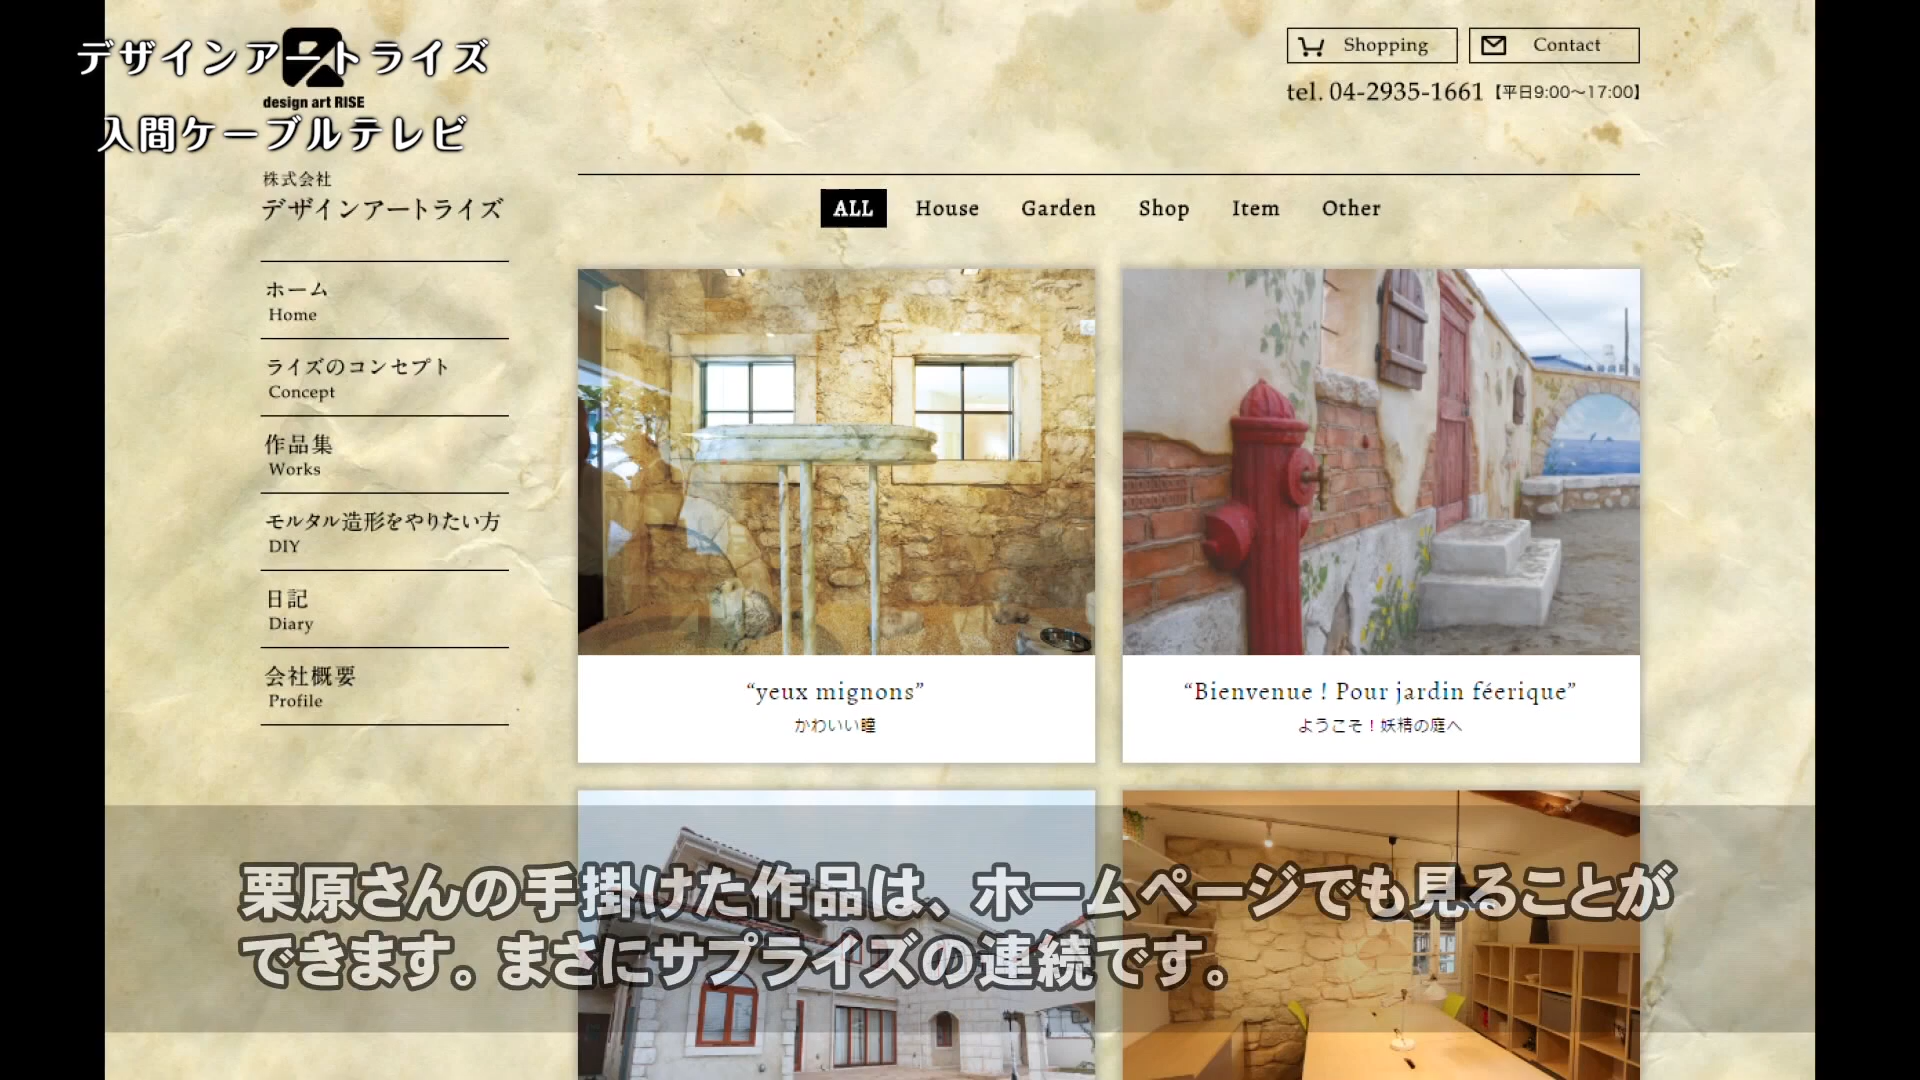 デザインアートライズ
design art RISE
入間ケーブルテレビ
株式会社
デザインアートライズ
Shopping
Contact
tel. 04-2935-1661【平日9:00〜17:00】
ALL House Garden Shop Item Other
ホーム
Home
ライズのコンセプト
Concept
作品集
Works
モルタル造形をやりたい方
DIY
日記
Diary
会社概要
Profile
“yeux mignons”
かわいい瞳
“Bienvenue ! Pour jardin féerique”
ようこそ！妖精の庭へ
栗原さんの手掛けた作品は、ホームページでも見ることが
できます。まさにサプライズの連続です。